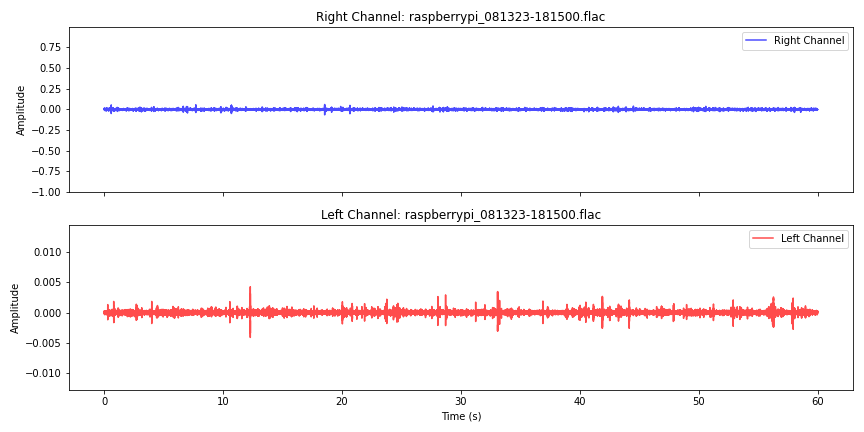 Right Channel: raspberrypi_081323-181500.flac
Right Channel
0.75
0.50
0.25
0.00
−0.25
−0.50
−0.75
−1.00
Amplitude
Left Channel: raspberrypi_081323-181500.flac
Left Channel
0.010
0.005
0.000
−0.005
−0.010
Amplitude
0 10 20 30 40 50 60
Time (s)